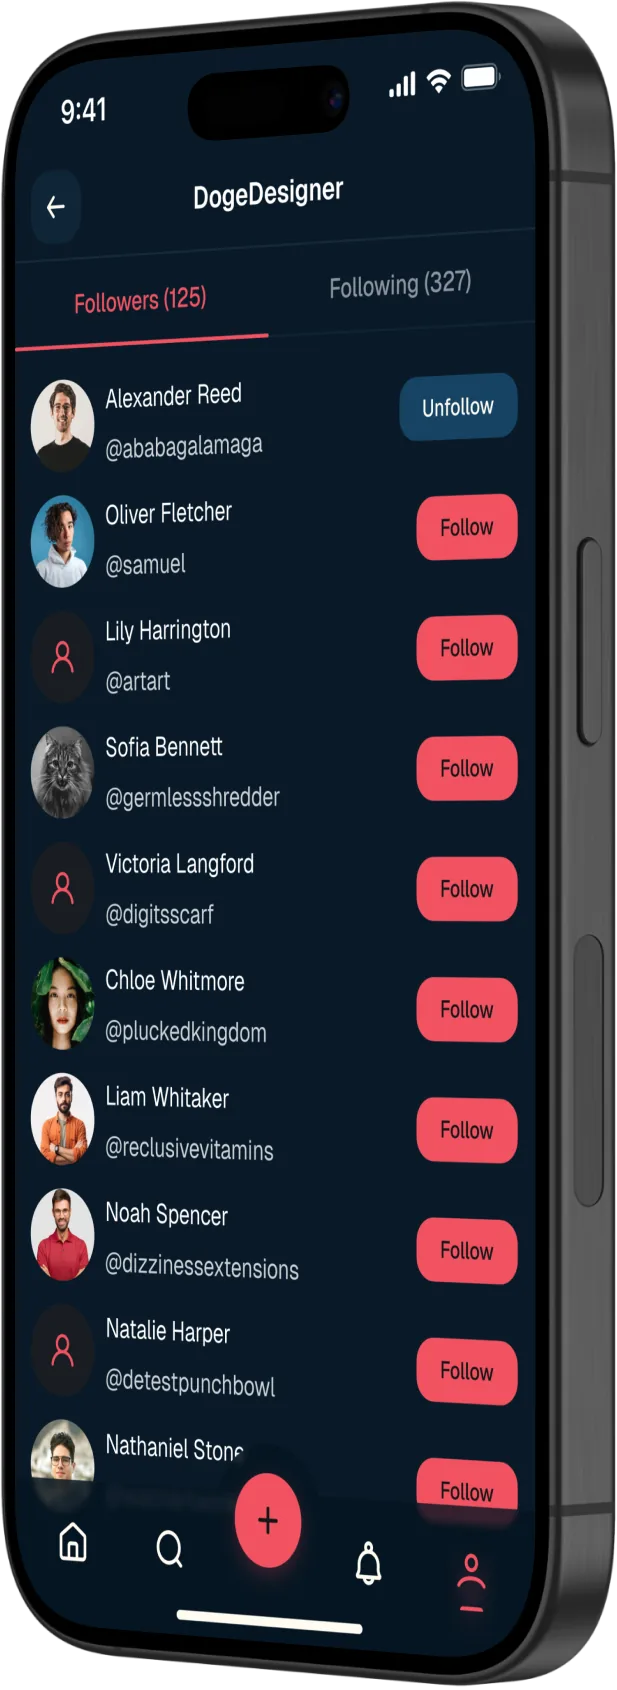 9:41
DogeDesigner
Followers (125)
Following (327)
Alexander Reed
@ababagalamaga
Unfollow
Oliver Fletcher
@samuel
Follow
Lily Harrington
@artart
Follow
Sofia Bennett
@germlessshredder
Follow
Victoria Langford
@digitsscarf
Follow
Chloe Whitmore
@pluckedkingdom
Follow
Liam Whitaker
@reclusivevitamins
Follow
Noah Spencer
@dizzinessextensions
Follow
Natalie Harper
@detestpunchbowl
Follow
Nathaniel Stone
Follow